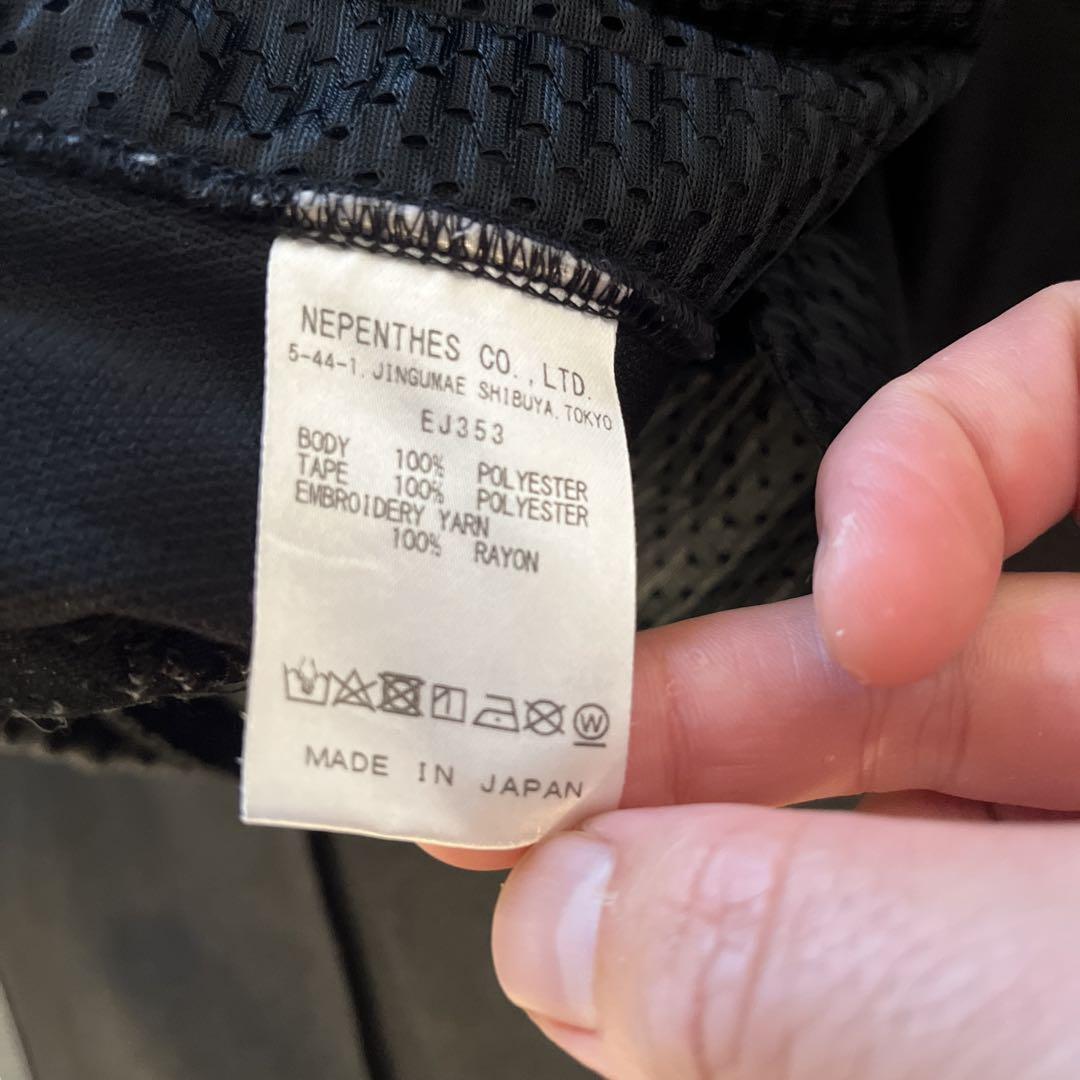 NEPENTHES CO.,LTD.
5-44-1, JINGUMAE SHIBUYA, TOKYO
EJ353
BODY 100% POLYESTER
TAPE 100% POLYESTER
EMBROIDERY YARN
100% RAYON
W
MADE IN JAPAN